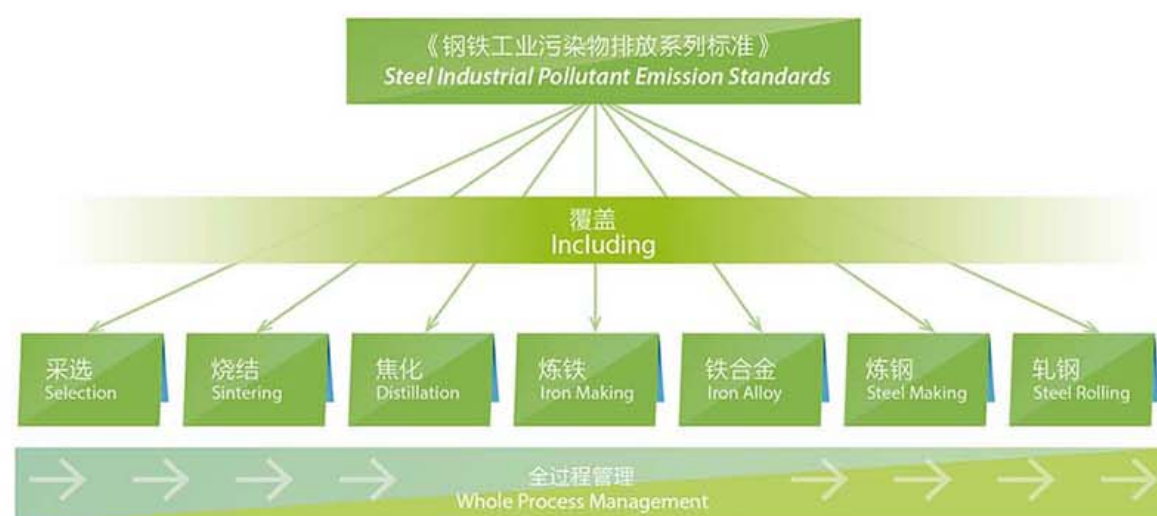 《钢铁工业污染物排放系列标准》
Steel Industrial Pollutant Emission Standards
覆盖
Including
采选
Selection
烧结
Sintering
焦化
Distillation
炼铁
Iron Making
铁合金
Iron Alloy
炼钢
Steel Making
轧钢
Steel Rolling
全过程管理
Whole Process Management